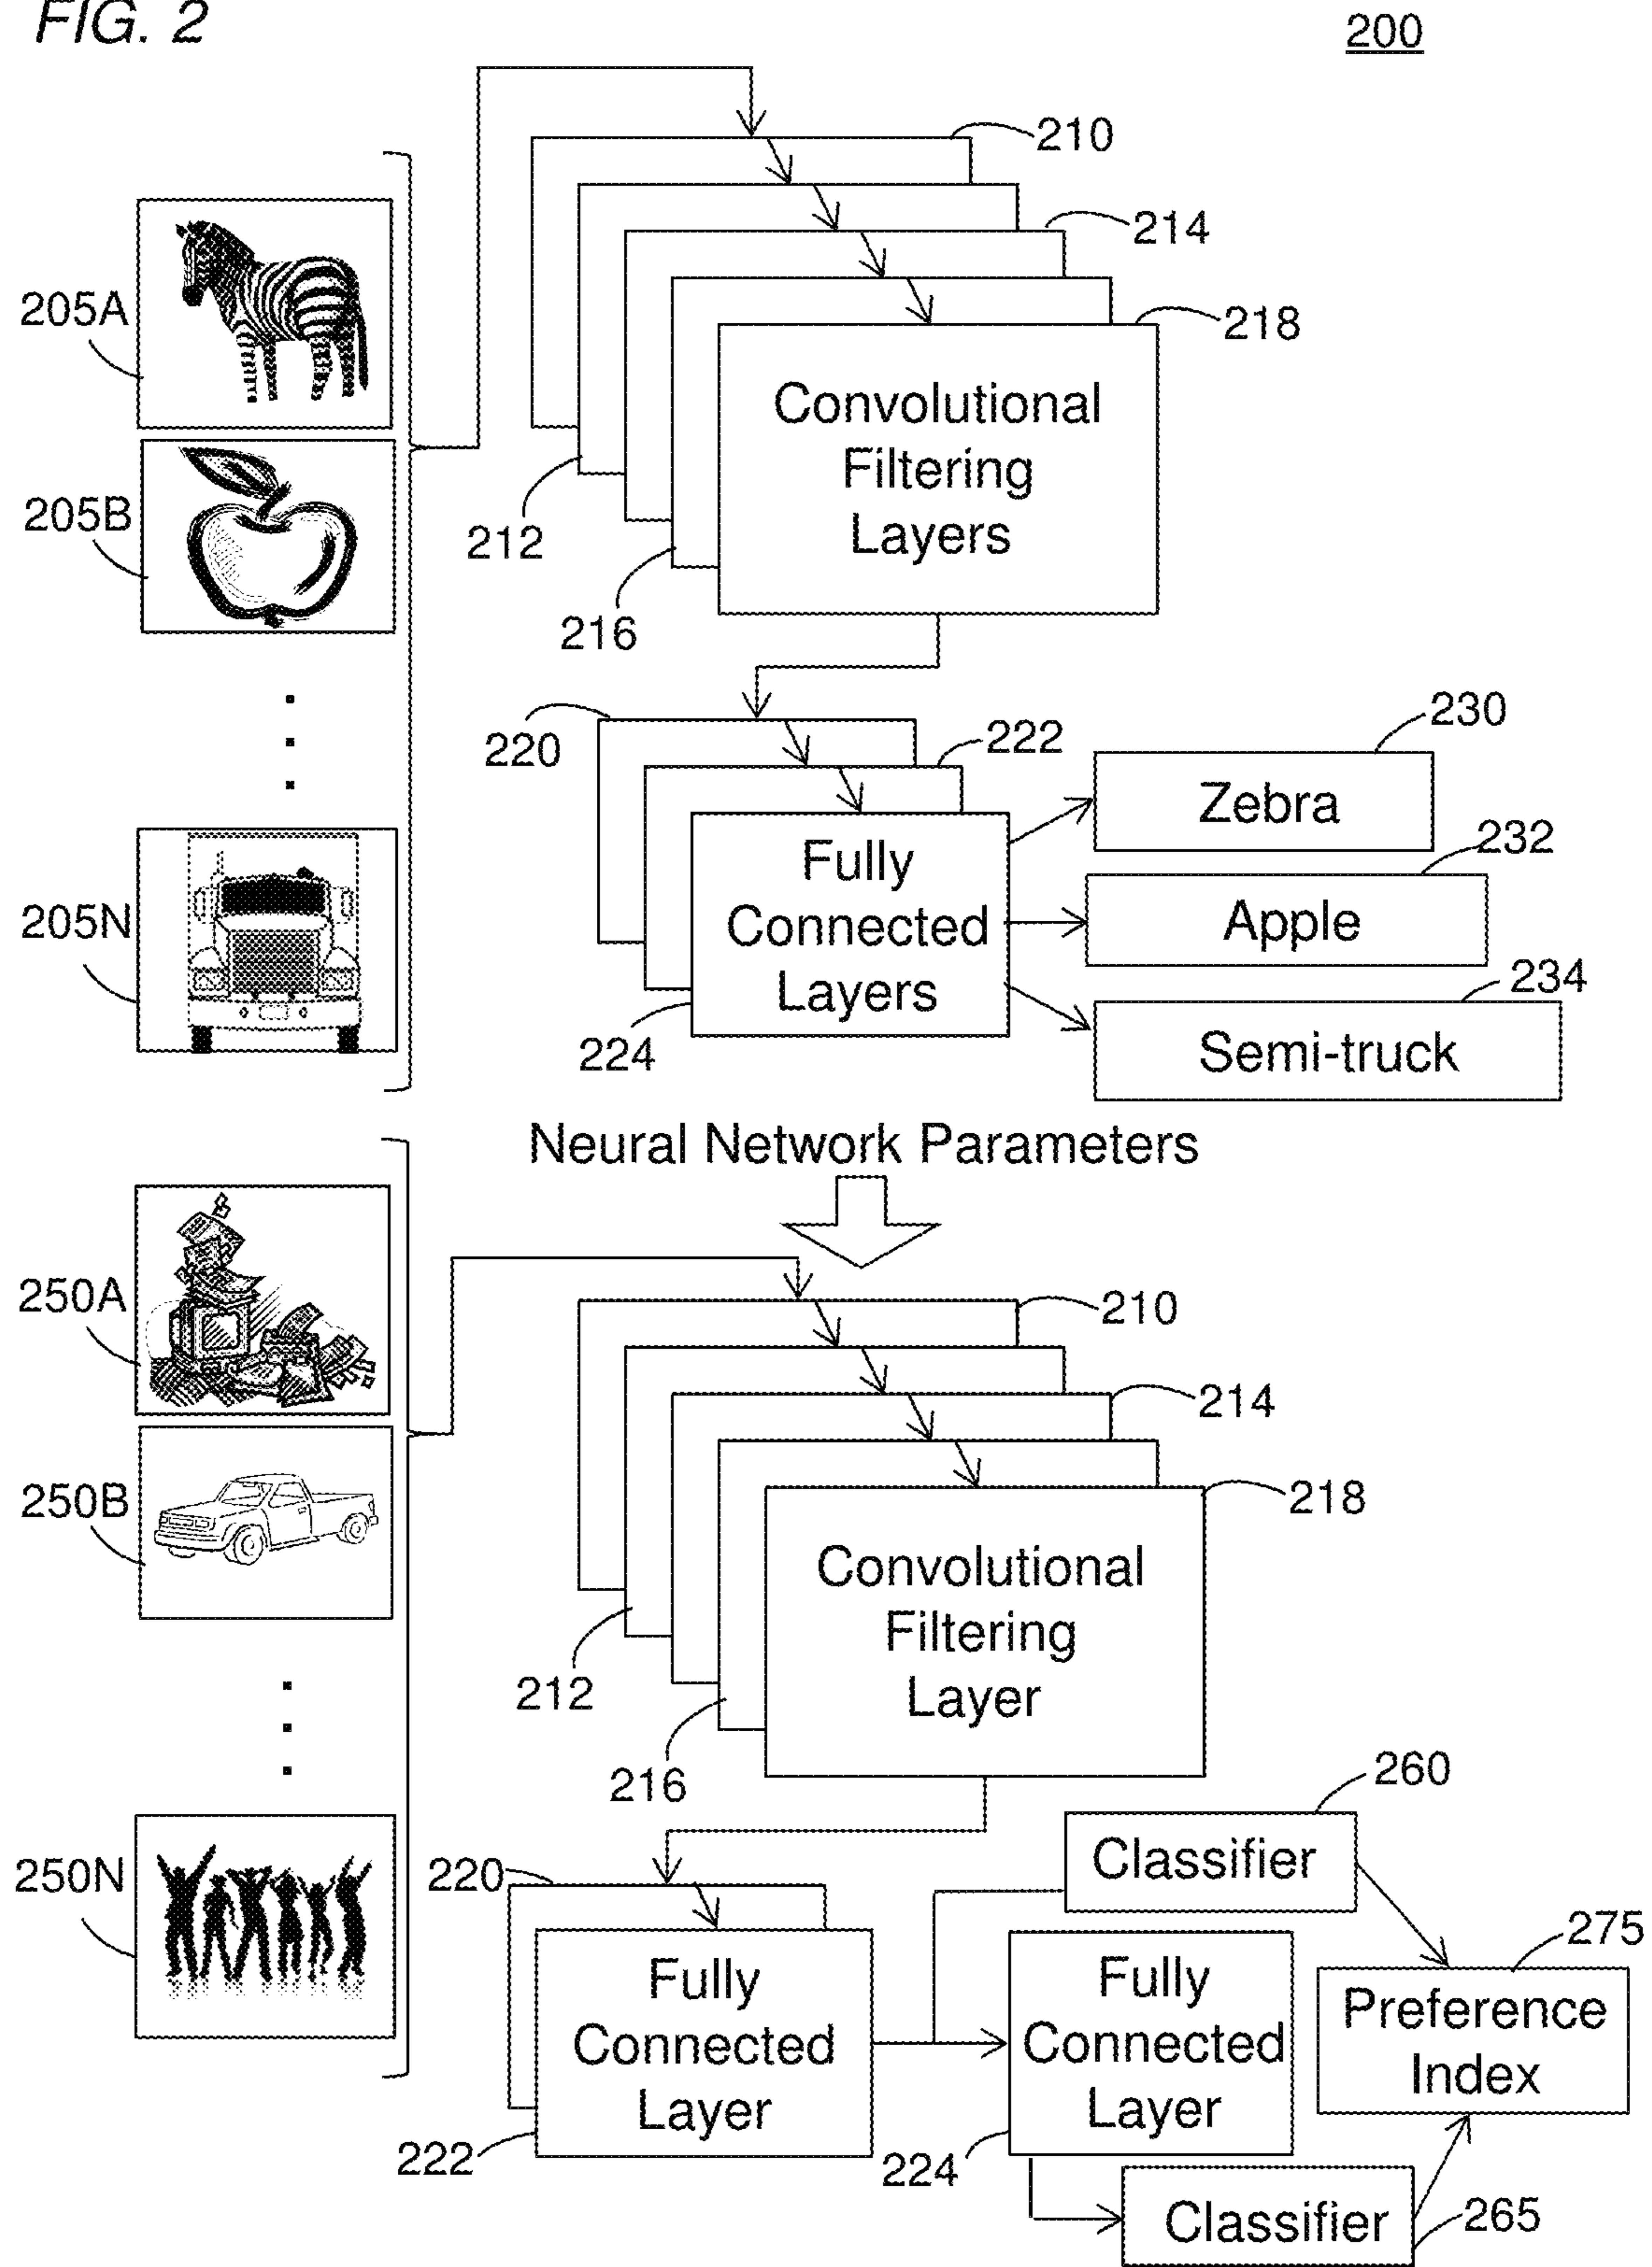 FIG. 2
200
210
214
205A
218
Convolutional
Filtering
Layers
205B
212
216
230
220
222
Zebra
232
Fully
Connected
Layers
205N
Apple
234
224
Semi-truck
Neural Network Parameters
250A
210
214
250B
218
Convolutional
Filtering
Layer
212
216
260
Classifier
220
250N
275
Fully
Connected
Layer
Fully
Connected
Layer
Preference
Index
222
224
Classifier
265